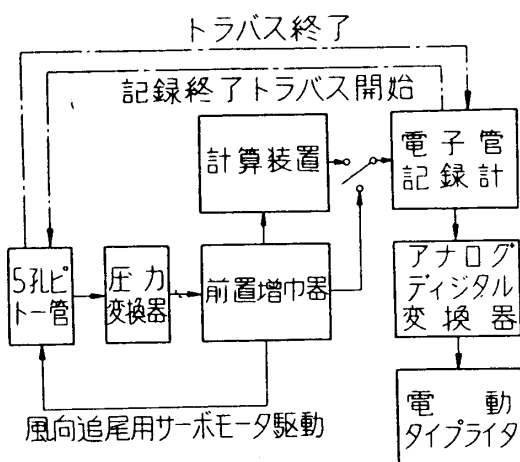 トラバス終了
記録終了トラバス開始
計算装置
電子管
記録計
5孔ピ
トー管
圧力
変換器
前置増巾器
アナログ
ディジタル
変換器
風向追尾用サーボモータ駆動
電動
タイプライタ